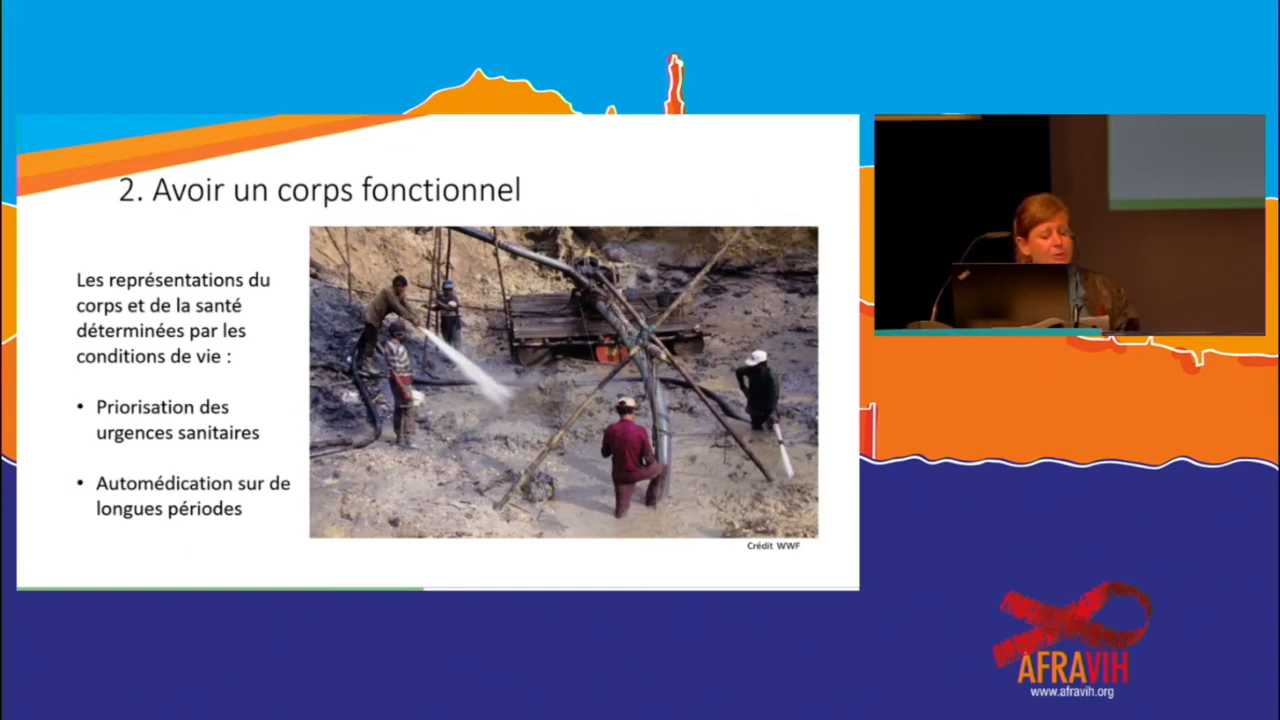 2. Avoir un corps fonctionnel
Les représentations du
corps et de la santé
déterminées par les
conditions de vie :
• Priorisation des
urgences sanitaires
• Automédication sur de
longues périodes
Crédit WWF
AFRAVIH
www.afravih.org